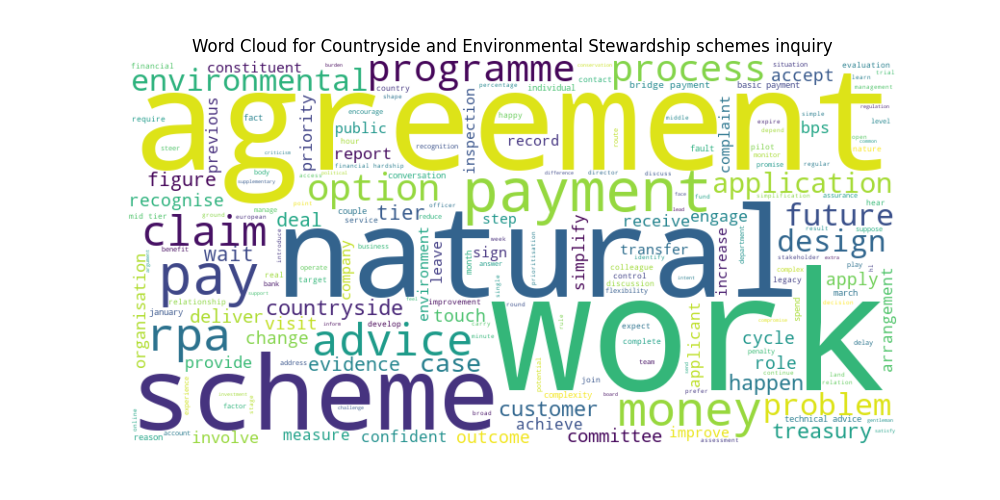 Word Cloud for Countryside and Environmental Stewardship schemes inquiry
financial constituent burden programme process situation evaluation
environmental country percentage contact individual bridge payment basic payment accept learn trial
shape management
agreement
require previous fact priority encourage happy inspection middle route complaint simple expire regulation level
public recognition record fault depend bps span common
steer hour pilot nature
criticism report conversation financial hardship difference director discuss monitor promise regular
figure body access option payment application
recognise supplementary manage officer face fund simplification assurance hear
mid tier ground european point couple tier reduce step receive engage future
claim deal service week sign simplify transfer department result suppose
benefit wait introduce natural design
organisation real company business environment leave month answer single prioritisation identify colleague increase stakeholder extra
pay operate target control discussion complex play
bank support flexibility legacy apply
relationship countryside improvement round work march spend arrangement
january deliver visit touch
rpa change inform develop advice carry minute rule expect complete applicant cycle delay
provide evidence case team penalty role land relation
address potential join prefer continue happen
scheme experience complexity board
factor challenge broad customer money problem
online achieve technical advice gentleman
reason account involve measure confident outcome committee improve treasury satisfy
assessment